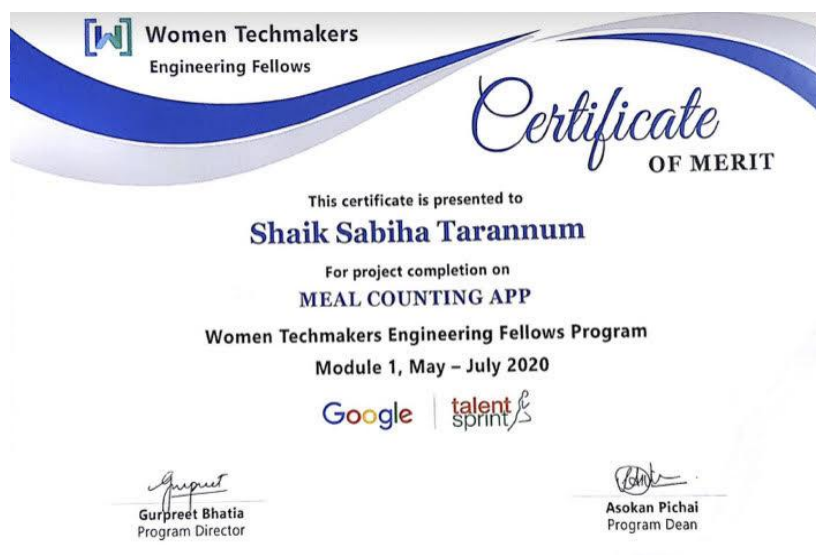 Women Techmakers
Engineering Fellows
Certificate
OF MERIT
This certificate is presented to
Shaik Sabiha Tarannum
For project completion on
MEAL COUNTING APP
Women Techmakers Engineering Fellows Program
Module 1, May – July 2020
Google talent
sprint
Gurpreet
Gurpreet Bhatia
Program Director
Asokan Pichai
Program Dean